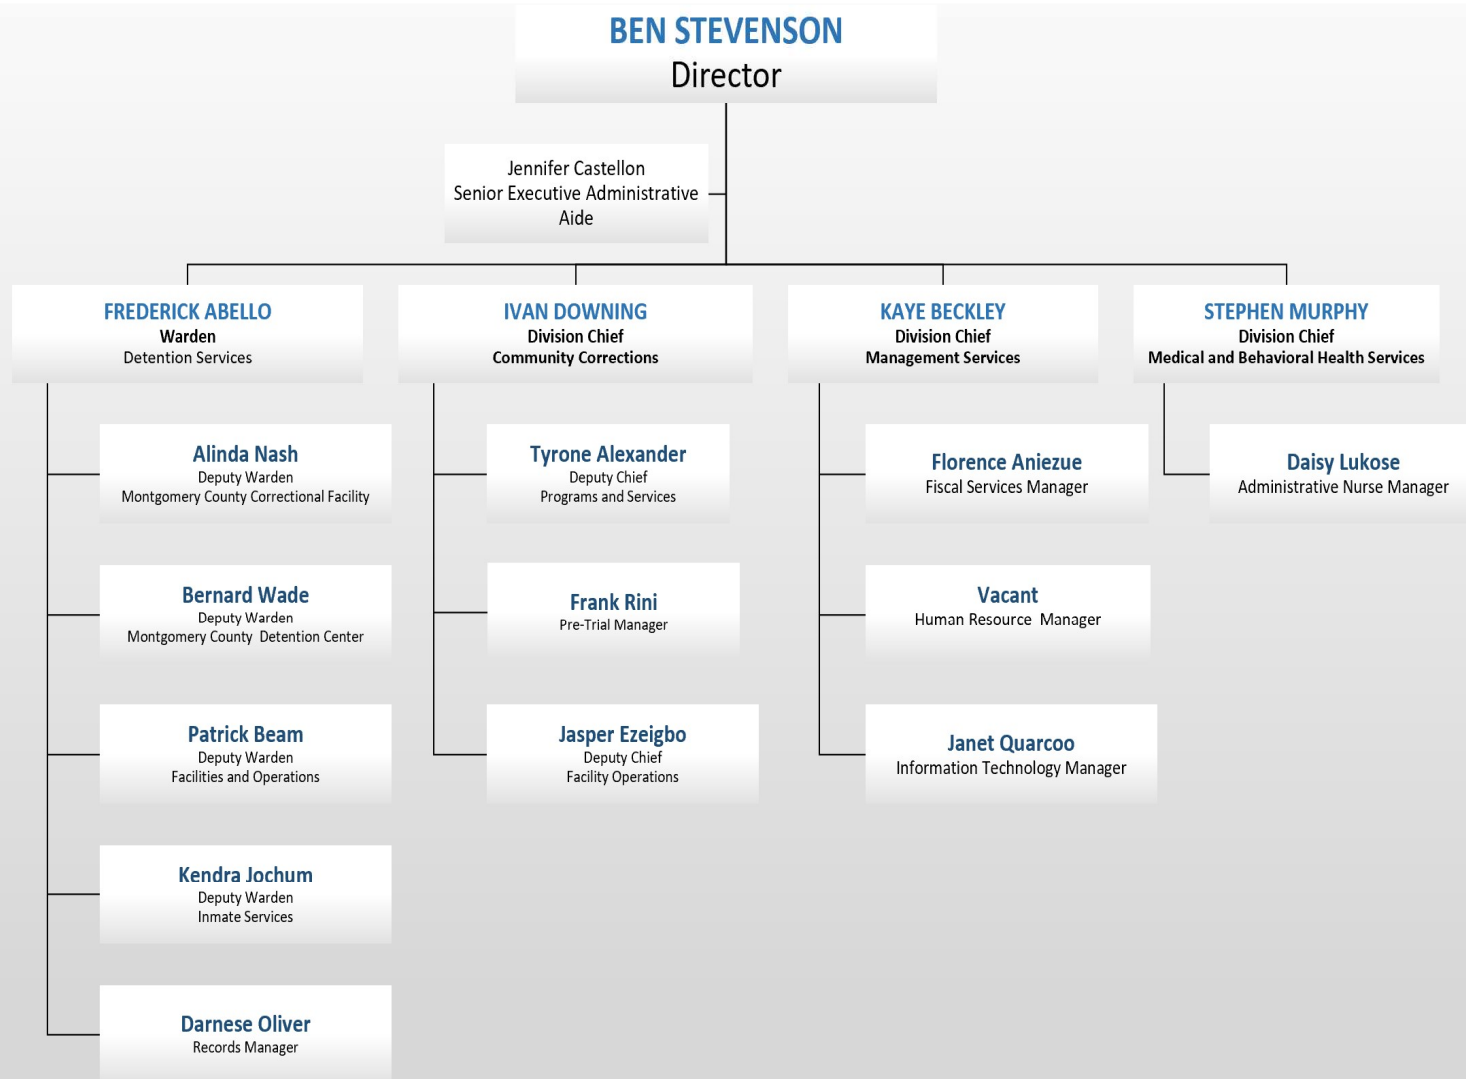 BEN STEVENSON
Director
Jennifer Castellon
Senior Executive Administrative
Aide
FREDERICK ABELLO
Warden
Detention Services
Alinda Nash
Deputy Warden
Montgomery County Correctional Facility
Bernard Wade
Deputy Warden
Montgomery County Detention Center
Patrick Beam
Deputy Warden
Facilities and Operations
Kendra Jochum
Deputy Warden
Inmate Services
Darnese Oliver
Records Manager
IVAN DOWNING
Division Chief
Community Corrections
Tyrone Alexander
Deputy Chief
Programs and Services
Frank Rini
Pre-Trial Manager
Jasper Ezeigbo
Deputy Chief
Facility Operations
KAYE BECKLEY
Division Chief
Management Services
Florence Aniezue
Fiscal Services Manager
Vacant
Human Resource Manager
Janet Quarcoo
Information Technology Manager
STEPHEN MURPHY
Division Chief
Medical and Behavioral Health Services
Daisy Lukose
Administrative Nurse Manager